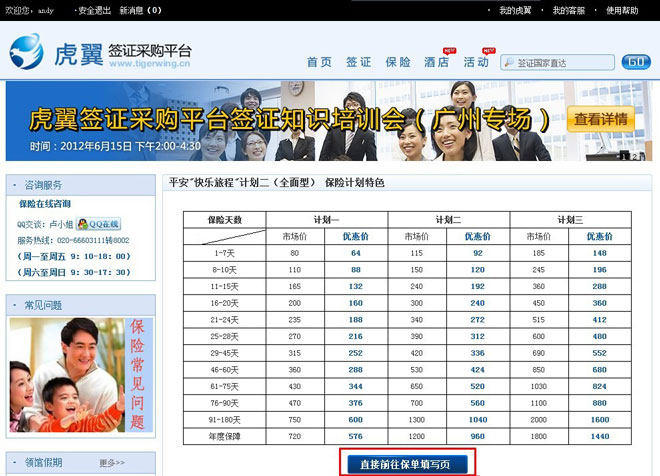 欢迎您，andy ·安全退出 新消息（0） · 我的虎翼 · 我的客服 · 使用帮助
虎翼 签证采购平台
www.tigerwing.cn
首页 签证 保险 酒店 NEW 活动 NEW 签证国家直达 GO
虎翼签证采购平台签证知识培训会（广州专场）
查看详情
时间：2012年6月15日 下午2:00-4:30
1 2
· 咨询服务
保险在线咨询
QQ交谈：卢小姐 QQ在线
服务热线：020-66603111转8002
（周一至周五 9：10-18：00）
（周六至周日 9：30-17：30）
· 常见问题
保险常见问题
· 领馆假期 更多>>
· 平安"快乐旅程"计划二（全面型） 保险计划特色
保险天数 计划一 计划二 计划三
市场价 优惠价 市场价 优惠价 市场价 优惠价
1-7天 80 64 115 92 185 148
8-10天 110 88 150 120 245 196
11-15天 165 132 240 192 360 288
16-20天 200 160 300 240 450 360
21-24天 235 188 340 272 515 412
25-28天 270 216 390 312 600 480
29-45天 315 252 420 336 690 552
46-60天 360 288 530 424 850 680
61-75天 430 344 650 520 1030 824
76-90天 470 376 700 560 1100 880
91-180天 750 600 1300 1040 2000 1600
年度保障 720 576 1200 960 1800 1440
直接前往保单填写页